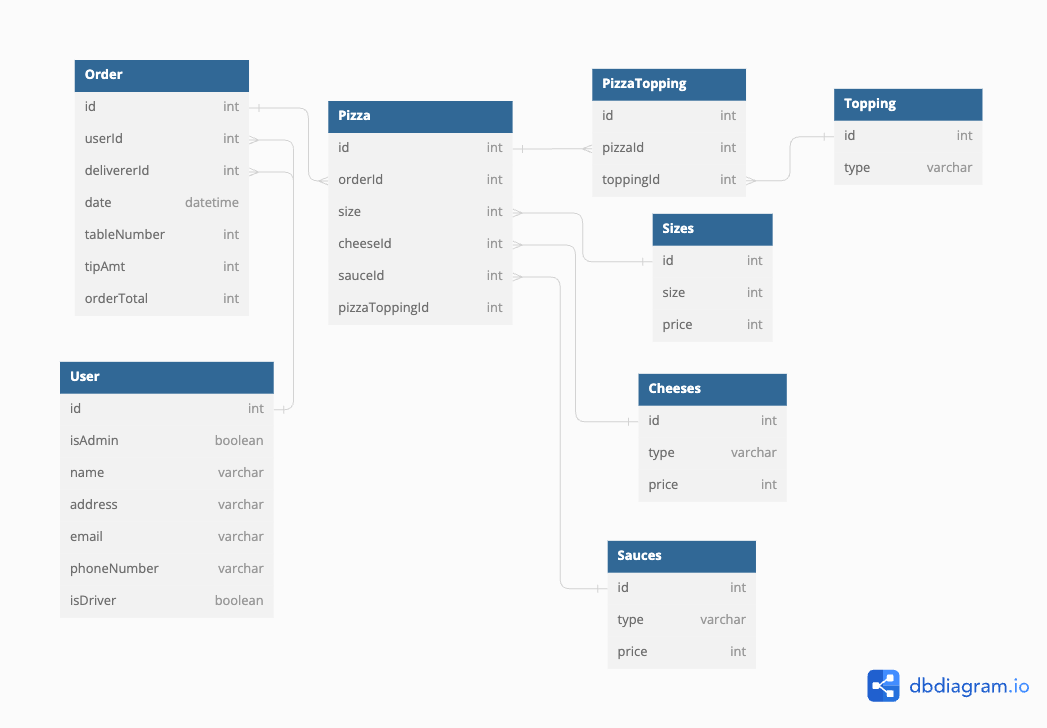 Order
id int
userId int
delivererId int
date datetime
tableNumber int
tipAmt int
orderTotal int
User
id int
isAdmin boolean
name varchar
address varchar
email varchar
phoneNumber varchar
isDriver boolean
Pizza
id int
orderId int
size int
cheeseId int
sauceId int
pizzaToppingId int
PizzaTopping
id int
pizzaId int
toppingId int
Topping
id int
type varchar
Sizes
id int
size int
price int
Cheeses
id int
type varchar
price int
Sauces
id int
type varchar
price int
dbdiagram.io